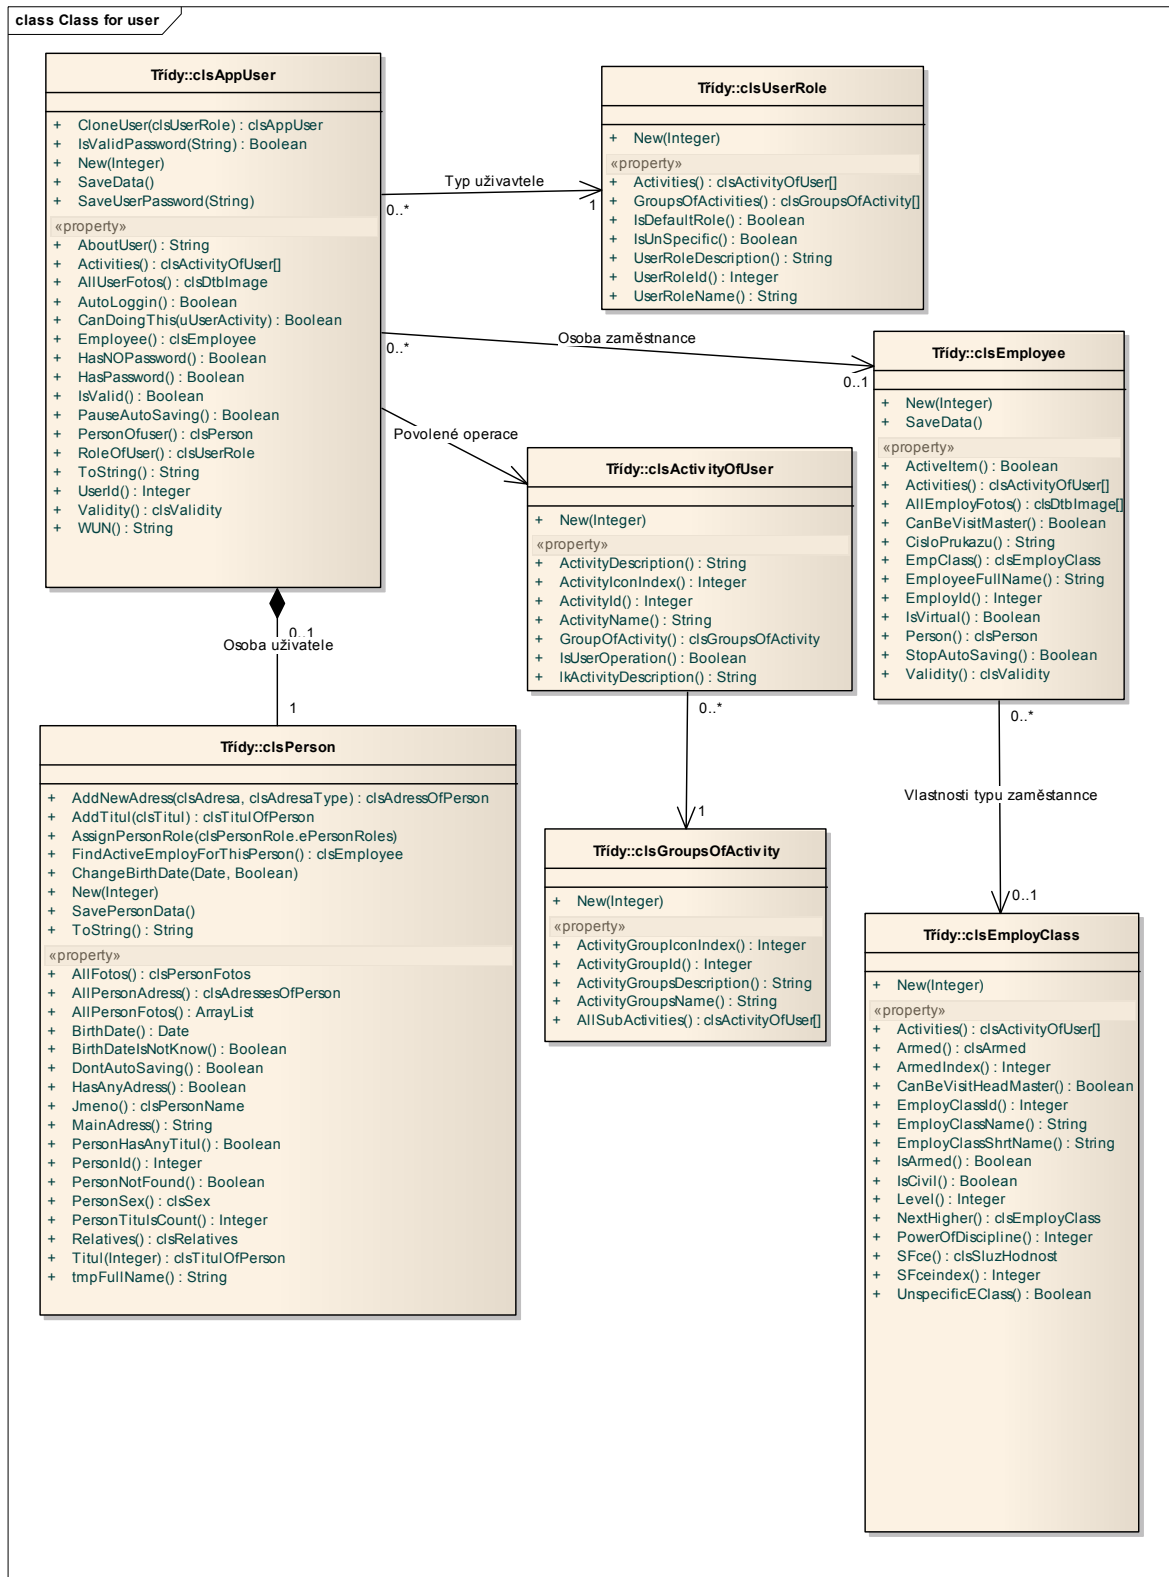 class Class for user
Třídy::clsAppUser
+ CloneUser(clsUserRole) : clsAppUser
+ IsValidPassword(String) : Boolean
+ New(Integer)
+ SaveData()
+ SaveUserPassword(String)
«property»
+ AboutUser() : String
+ Activities() : clsActivityOfUser[]
+ AllUserFotos() : clsDtbImage
+ AutoLoggin() : Boolean
+ CanDoingThis(uUserActivity) : Boolean
+ Employee() : clsEmployee
+ HasNOPassword() : Boolean
+ HasPassword() : Boolean
+ IsValid() : Boolean
+ PauseAutoSaving() : Boolean
+ PersonOfuser() : clsPerson
+ RoleOfUser() : clsUserRole
+ ToString() : String
+ UserId() : Integer
+ Validity() : clsValidity
+ WUN() : String
Typ uživavtele
0..*
1
Třídy::clsUserRole
+ New(Integer)
«property»
+ Activities() : clsActivityOfUser[]
+ GroupsOfActivities() : clsGroupsOfActivity[]
+ IsDefaultRole() : Boolean
+ IsUnSpecific() : Boolean
+ UserRoleDescription() : String
+ UserRoleId() : Integer
+ UserRoleName() : String
Osoba zaměstnance
0..*
0..1
Třídy::clsEmployee
+ New(Integer)
+ SaveData()
«property»
+ ActiveItem() : Boolean
+ Activities() : clsActivityOfUser[]
+ AllEmployFotos() : clsDtbImage[]
+ CanBeVisitMaster() : Boolean
+ CisloPrukazu() : String
+ EmpClass() : clsEmployClass
+ EmployeeFullName() : String
+ EmployId() : Integer
+ IsVirtual() : Boolean
+ Person() : clsPerson
+ StopAutoSaving() : Boolean
+ Validity() : clsValidity
Povolené operace
Třídy::clsActivityOfUser
+ New(Integer)
«property»
+ ActivityDescription() : String
+ ActivityIconIndex() : Integer
+ ActivityId() : Integer
+ ActivityName() : String
+ GroupOfActivity() : clsGroupsOfActivity
+ IsUserOperation() : Boolean
+ lkActivityDescription() : String
0..1
Osoba uživatele
1
Třídy::clsPerson
+ AddNewAdress(clsAdresa, clsAdresaType) : clsAdressOfPerson
+ AddTitul(clsTitul) : clsTitulOfPerson
+ AssignPersonRole(clsPersonRole.ePersonRoles)
+ FindActiveEmployForThisPerson() : clsEmployee
+ ChangeBirthDate(Date, Boolean)
+ New(Integer)
+ SavePersonData()
+ ToString() : String
«property»
+ AllFotos() : clsPersonFotos
+ AllPersonAdress() : clsAdressesOfPerson
+ AllPersonFotos() : ArrayList
+ BirthDate() : Date
+ BirthDateIsNotKnow() : Boolean
+ DontAutoSaving() : Boolean
+ HasAnyAdress() : Boolean
+ Jmeno() : clsPersonName
+ MainAdress() : String
+ PersonHasAnyTitul() : Boolean
+ PersonId() : Integer
+ PersonNotFound() : Boolean
+ PersonSex() : clsSex
+ PersonTitulsCount() : Integer
+ Relatives() : clsRelatives
+ Titul(Integer) : clsTitulOfPerson
+ tmpFullName() : String
0..*
1
Třídy::clsGroupsOfActivity
+ New(Integer)
«property»
+ ActivityGroupIconIndex() : Integer
+ ActivityGroupId() : Integer
+ ActivityGroupsDescription() : String
+ ActivityGroupsName() : String
+ AllSubActivities() : clsActivityOfUser[]
0..*
Vlastnosti typu zaměstannce
0..1
Třídy::clsEmployClass
+ New(Integer)
«property»
+ Activities() : clsActivityOfUser[]
+ Armed() : clsArmed
+ ArmedIndex() : Integer
+ CanBeVisitHeadMaster() : Boolean
+ EmployClassId() : Integer
+ EmployClassName() : String
+ EmployClassShrtName() : String
+ IsArmed() : Boolean
+ IsCivil() : Boolean
+ Level() : Integer
+ NextHigher() : clsEmployClass
+ PowerOfDiscipline() : Integer
+ SFce() : clsSluzHodnost
+ SFceindex() : Integer
+ UnspecificEClass() : Boolean